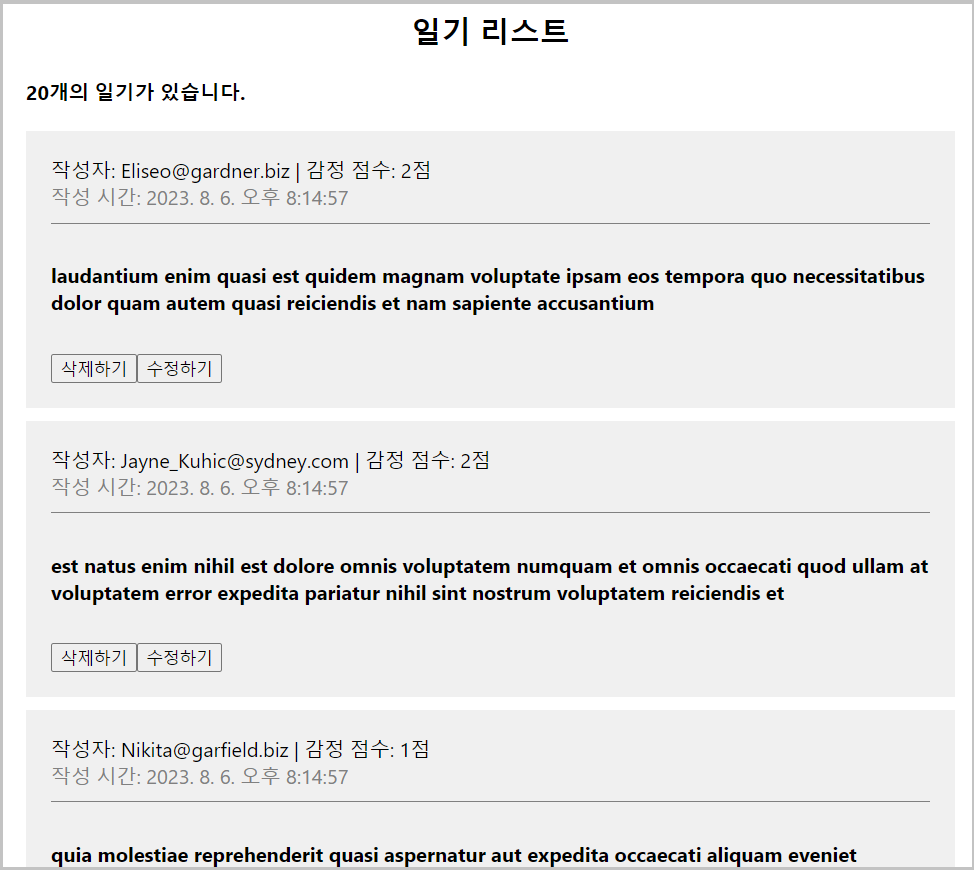 일기 리스트
20개의 일기가 있습니다.
작성자: Eliseo@gardner.biz | 감정 점수: 2점
작성 시간: 2023. 8. 6. 오후 8:14:57
laudantium enim quasi est quidem magnam voluptate ipsam eos tempora quo necessitatibus
dolor quam autem quasi reiciendis et nam sapiente accusantium
삭제하기 수정하기
작성자: Jayne_Kuhic@sydney.com | 감정 점수: 2점
작성 시간: 2023. 8. 6. 오후 8:14:57
est natus enim nihil est dolore omnis voluptatem numquam et omnis occaecati quod ullam at
voluptatem error expedita pariatur nihil sint nostrum voluptatem reiciendis et
삭제하기 수정하기
작성자: Nikita@garfield.biz | 감정 점수: 1점
작성 시간: 2023. 8. 6. 오후 8:14:57
quia molestiae reprehenderit quasi aspernatur aut expedita occaecati aliquam eveniet